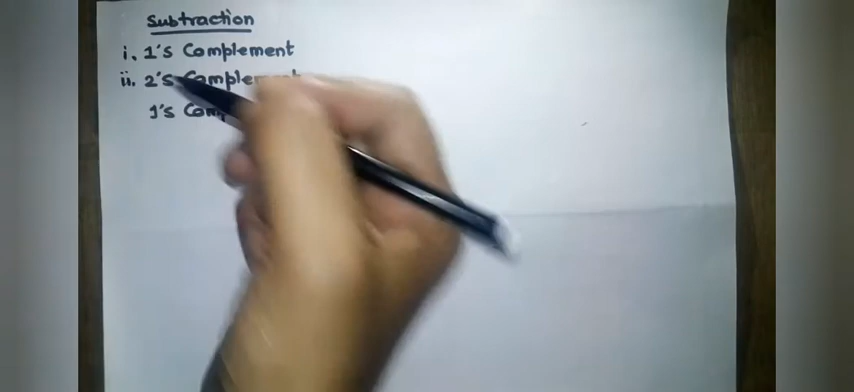 Subtraction
i. 1's Complement
ii. 2's
1's